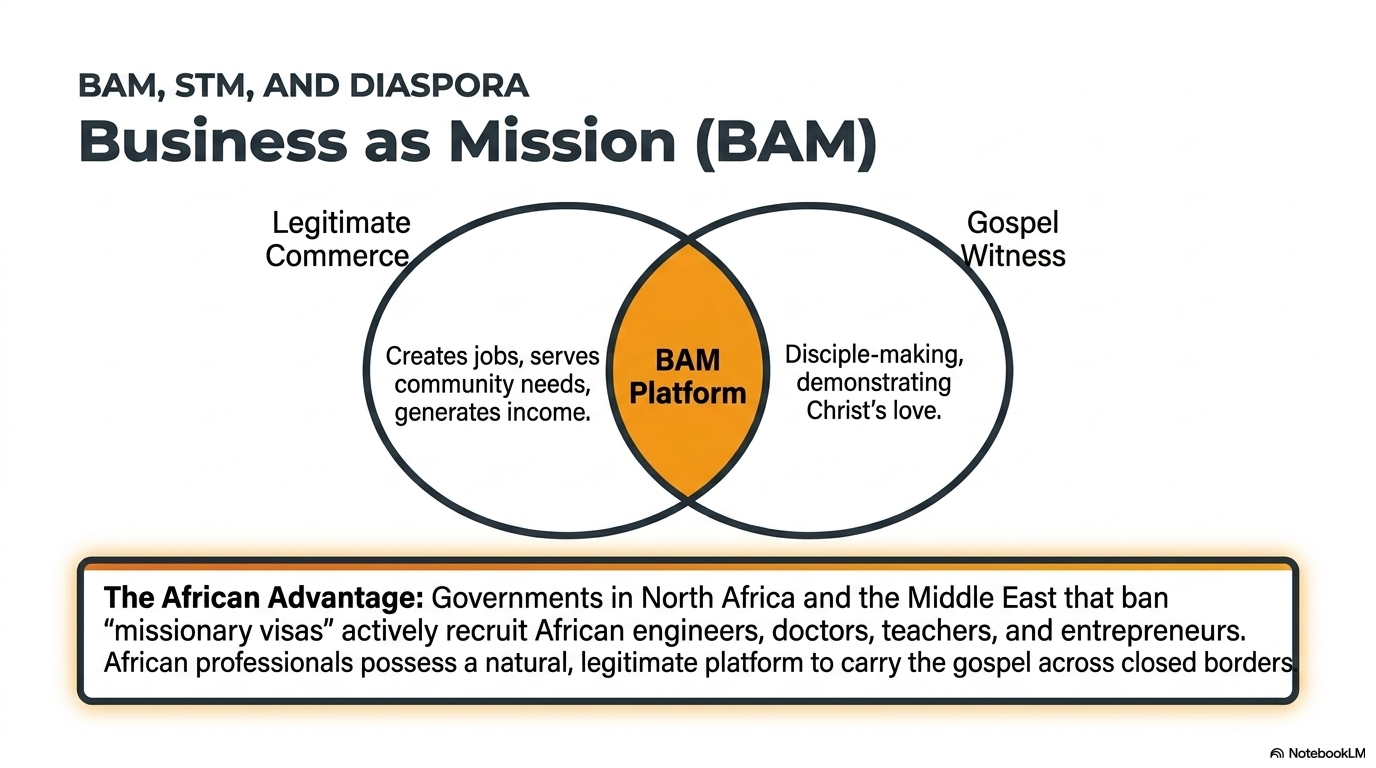 BAM, STM, AND DIASPORA
Business as Mission (BAM)
Legitimate
Commerce
Gospel
Witness
Creates jobs, serves
community needs,
generates income.
BAM
Platform
Disciple-making,
demonstrating
Christ's love.
The African Advantage: Governments in North Africa and the Middle East that ban
“missionary visas” actively recruit African engineers, doctors, teachers, and entrepreneurs.
African professionals possess a natural, legitimate platform to carry the gospel across closed borders.
NotebookLM